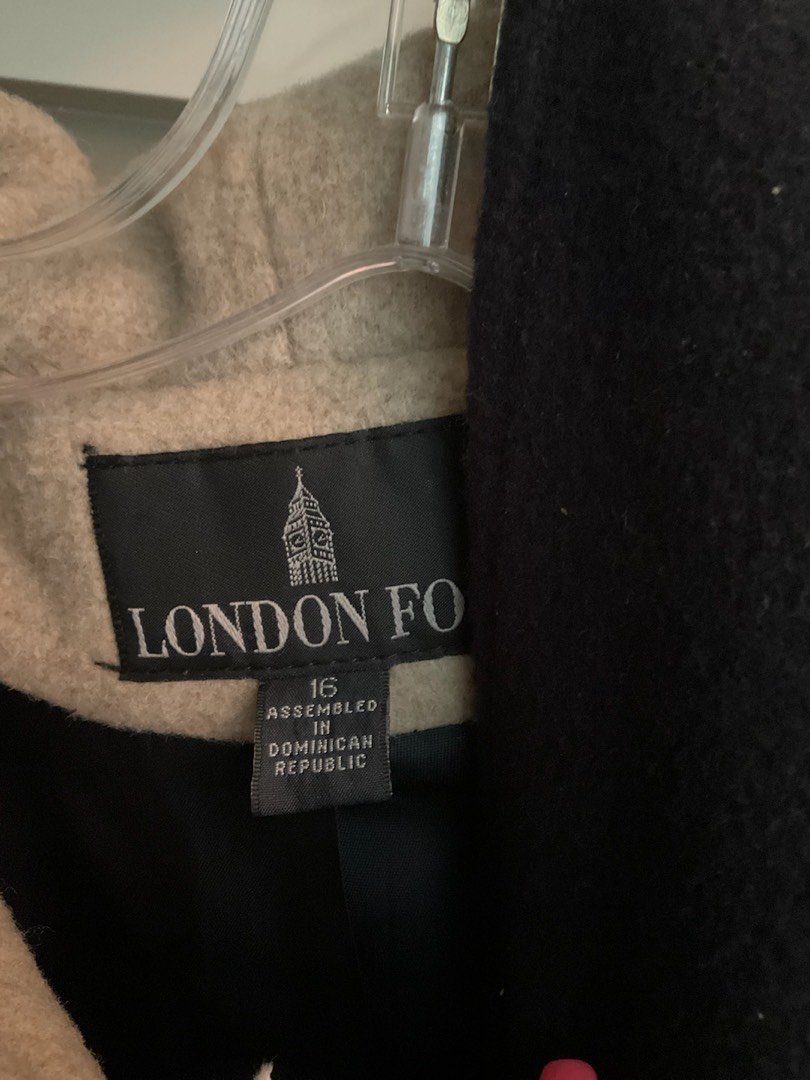 LONDON FO
16
ASSEMBLED
IN
DOMINICAN
REPUBLIC